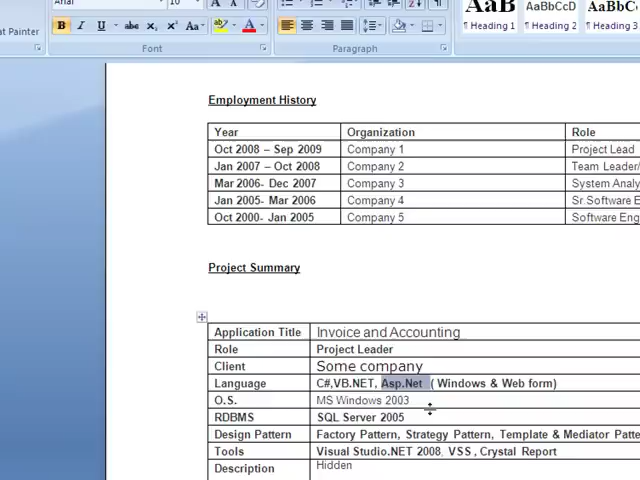 at Painter
Arial
10
Font
Paragraph
AaB AaBbCcD AaBbCc
¶ Heading 1 ¶ Heading 2 ¶ Heading 3
Employment History
Year Organization Role
Oct 2008 – Sep 2009 Company 1 Project Lead
Jan 2007 – Oct 2008 Company 2 Team Leader/
Mar 2006- Dec 2007 Company 3 System Analy
Jan 2005- Mar 2006 Company 4 Sr.Software E
Oct 2000- Jan 2005 Company 5 Software Eng
Project Summary
Application Title Invoice and Accounting
Role Project Leader
Client Some company
Language C#,VB.NET, Asp.Net ( Windows & Web form)
O.S. MS Windows 2003
RDBMS SQL Server 2005
Design Pattern Factory Pattern, Strategy Pattern, Template & Mediator Patte
Tools Visual Studio.NET 2008, VSS , Crystal Report
Description Hidden